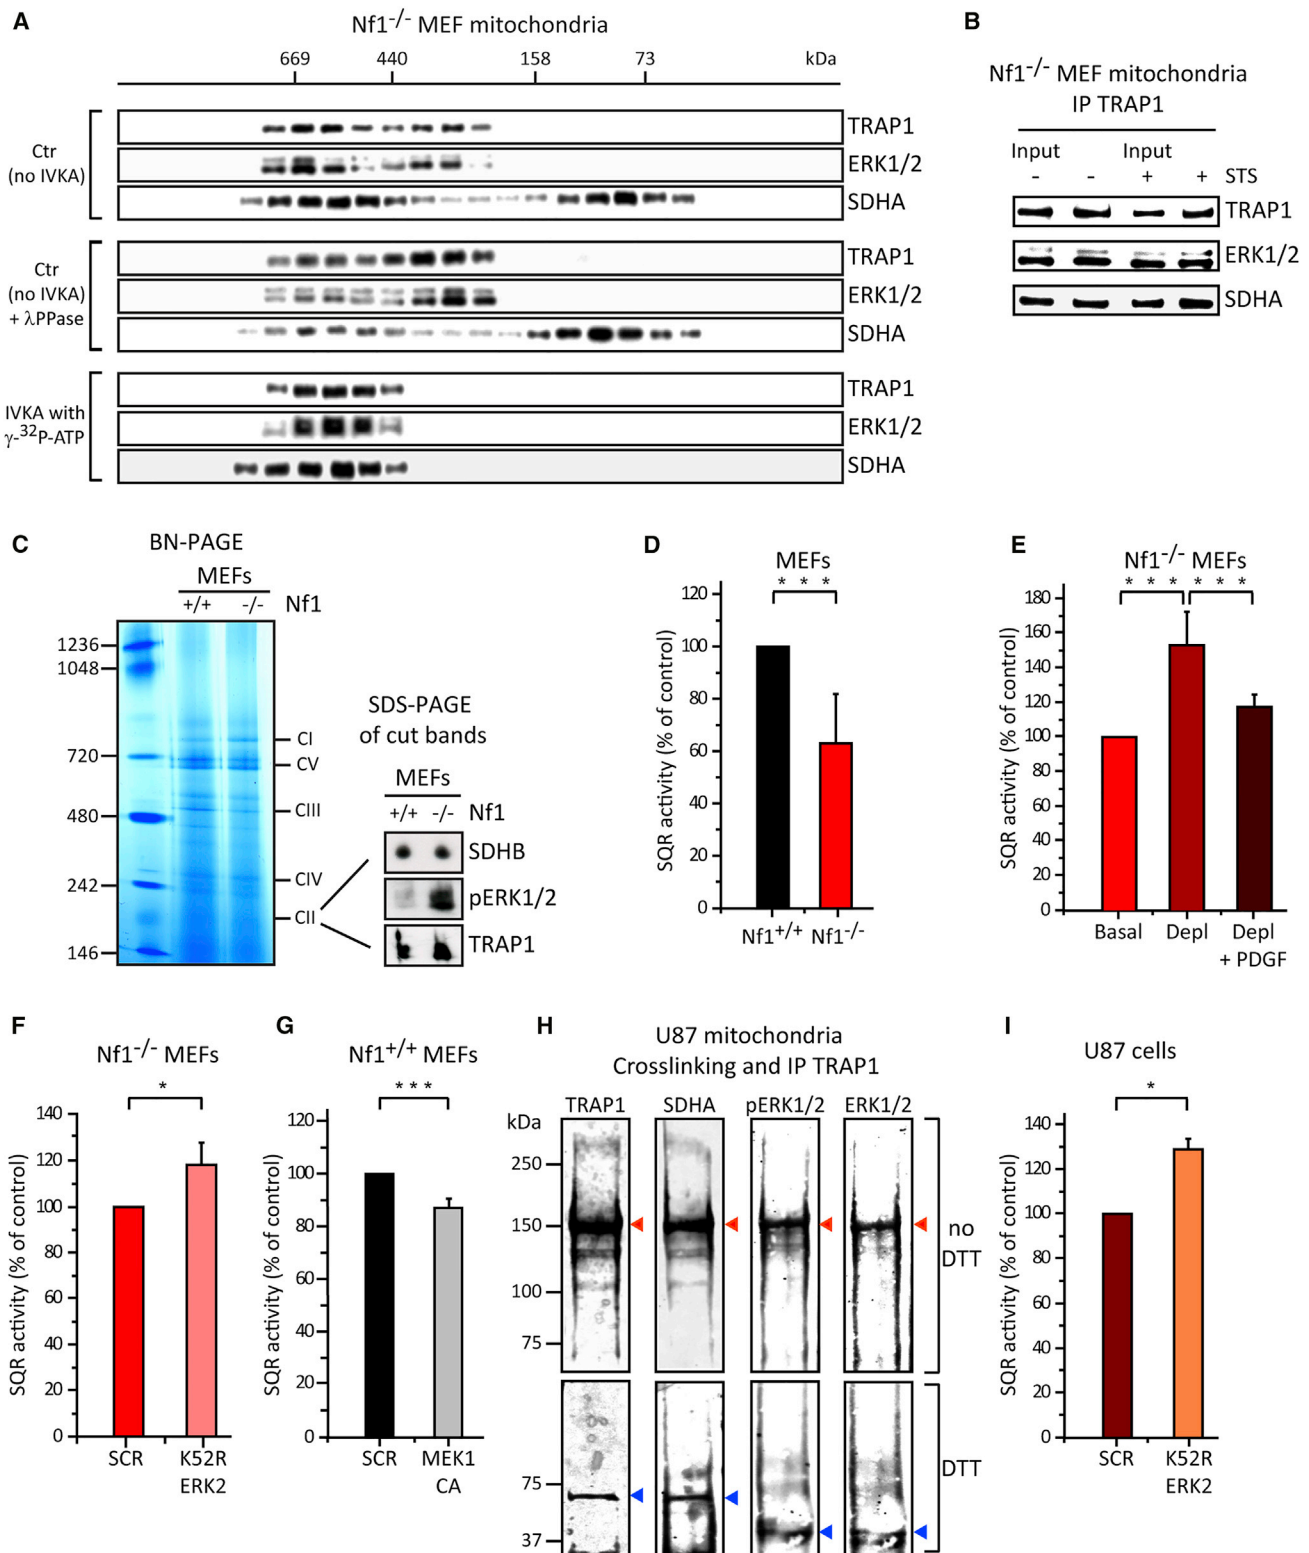 A
Nf1-/- MEF mitochondria
669 440 158 73 kDa
Ctr
(no IVKA)
TRAP1
ERK1/2
SDHA
Ctr
(no IVKA)
+ λPPase
TRAP1
ERK1/2
SDHA
IVKA with
γ-32P-ATP
TRAP1
ERK1/2
SDHA
B
Nf1-/- MEF mitochondria
IP TRAP1
Input Input
- - + + STS
TRAP1
ERK1/2
SDHA
C
BN-PAGE
MEFs
+/+ -/- Nf1
1236
1048
720
480
242
146
CI
CV
CIII
CIV
CII
SDS-PAGE
of cut bands
MEFs
+/+ -/- Nf1
SDHB
pERK1/2
TRAP1
D
MEFs
* * *
SQR activity (% of control)
120
100
80
60
40
20
0
Nf1+/+ Nf1-/-
E
Nf1-/- MEFs
* * * * * *
SQR activity (% of control)
180
160
140
120
100
80
60
40
20
0
Basal Depl Depl
+ PDGF
F
Nf1-/- MEFs
*
SQR activity (% of control)
140
120
100
80
60
40
20
0
SCR K52R
ERK2
G
Nf1+/+ MEFs
* * *
SQR activity (% of control)
120
100
80
60
40
20
0
SCR MEK1
CA
H
U87 mitochondria
Crosslinking and IP TRAP1
TRAP1 SDHA pERK1/2 ERK1/2
kDa
250
150
100
75
no
DTT
75
37
DTT
I
U87 cells
*
SQR activity (% of control)
140
120
100
80
60
40
20
0
SCR K52R
ERK2